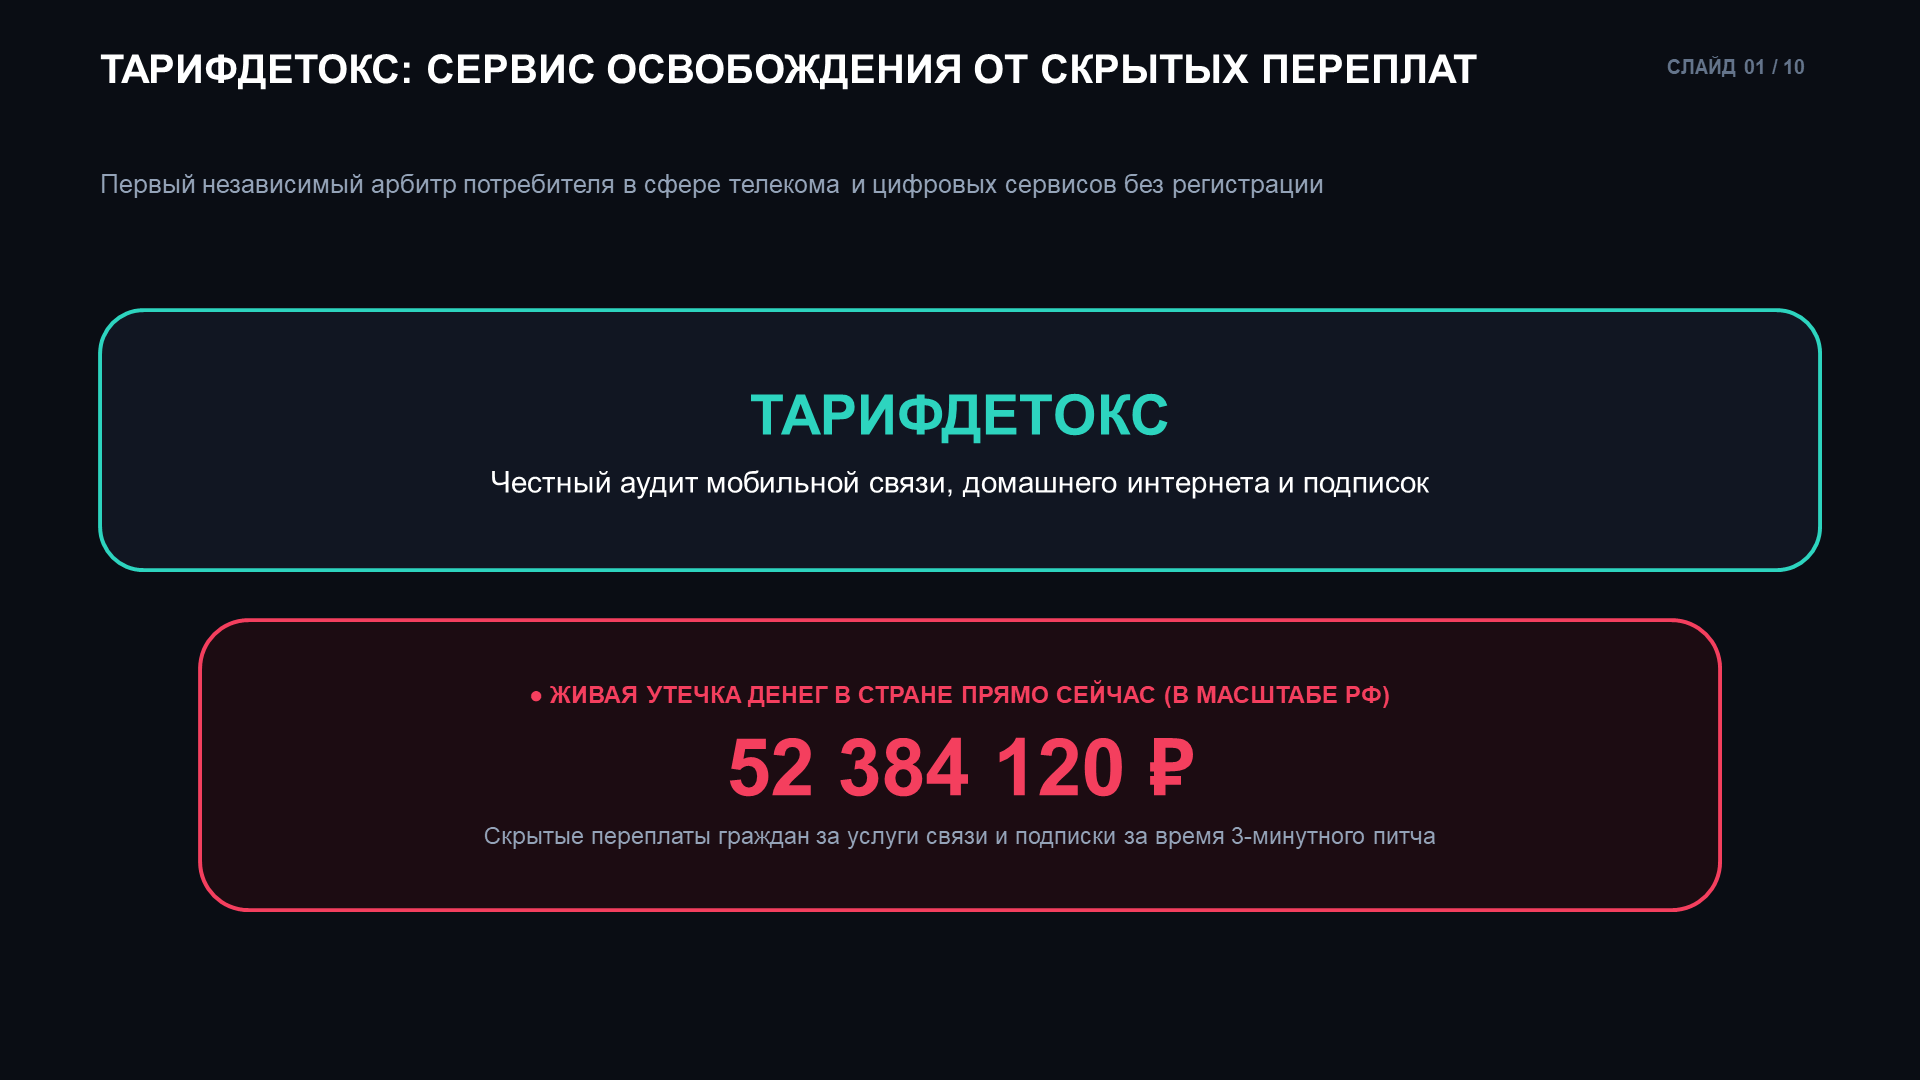 ТАРИФДЕТОКС: СЕРВИС ОСВОБОЖДЕНИЯ ОТ СКРЫТЫХ ПЕРЕПЛАТ
СЛАЙД 01 / 10
Первый независимый арбитр потребителя в сфере телекома и цифровых сервисов без регистрации
ТАРИФДЕТОКС
Честный аудит мобильной связи, домашнего интернета и подписок
● ЖИВАЯ УТЕЧКА ДЕНЕГ В СТРАНЕ ПРЯМО СЕЙЧАС (В МАСШТАБЕ РФ)
52 384 120 ₽
Скрытые переплаты граждан за услуги связи и подписки за время 3-минутного питча